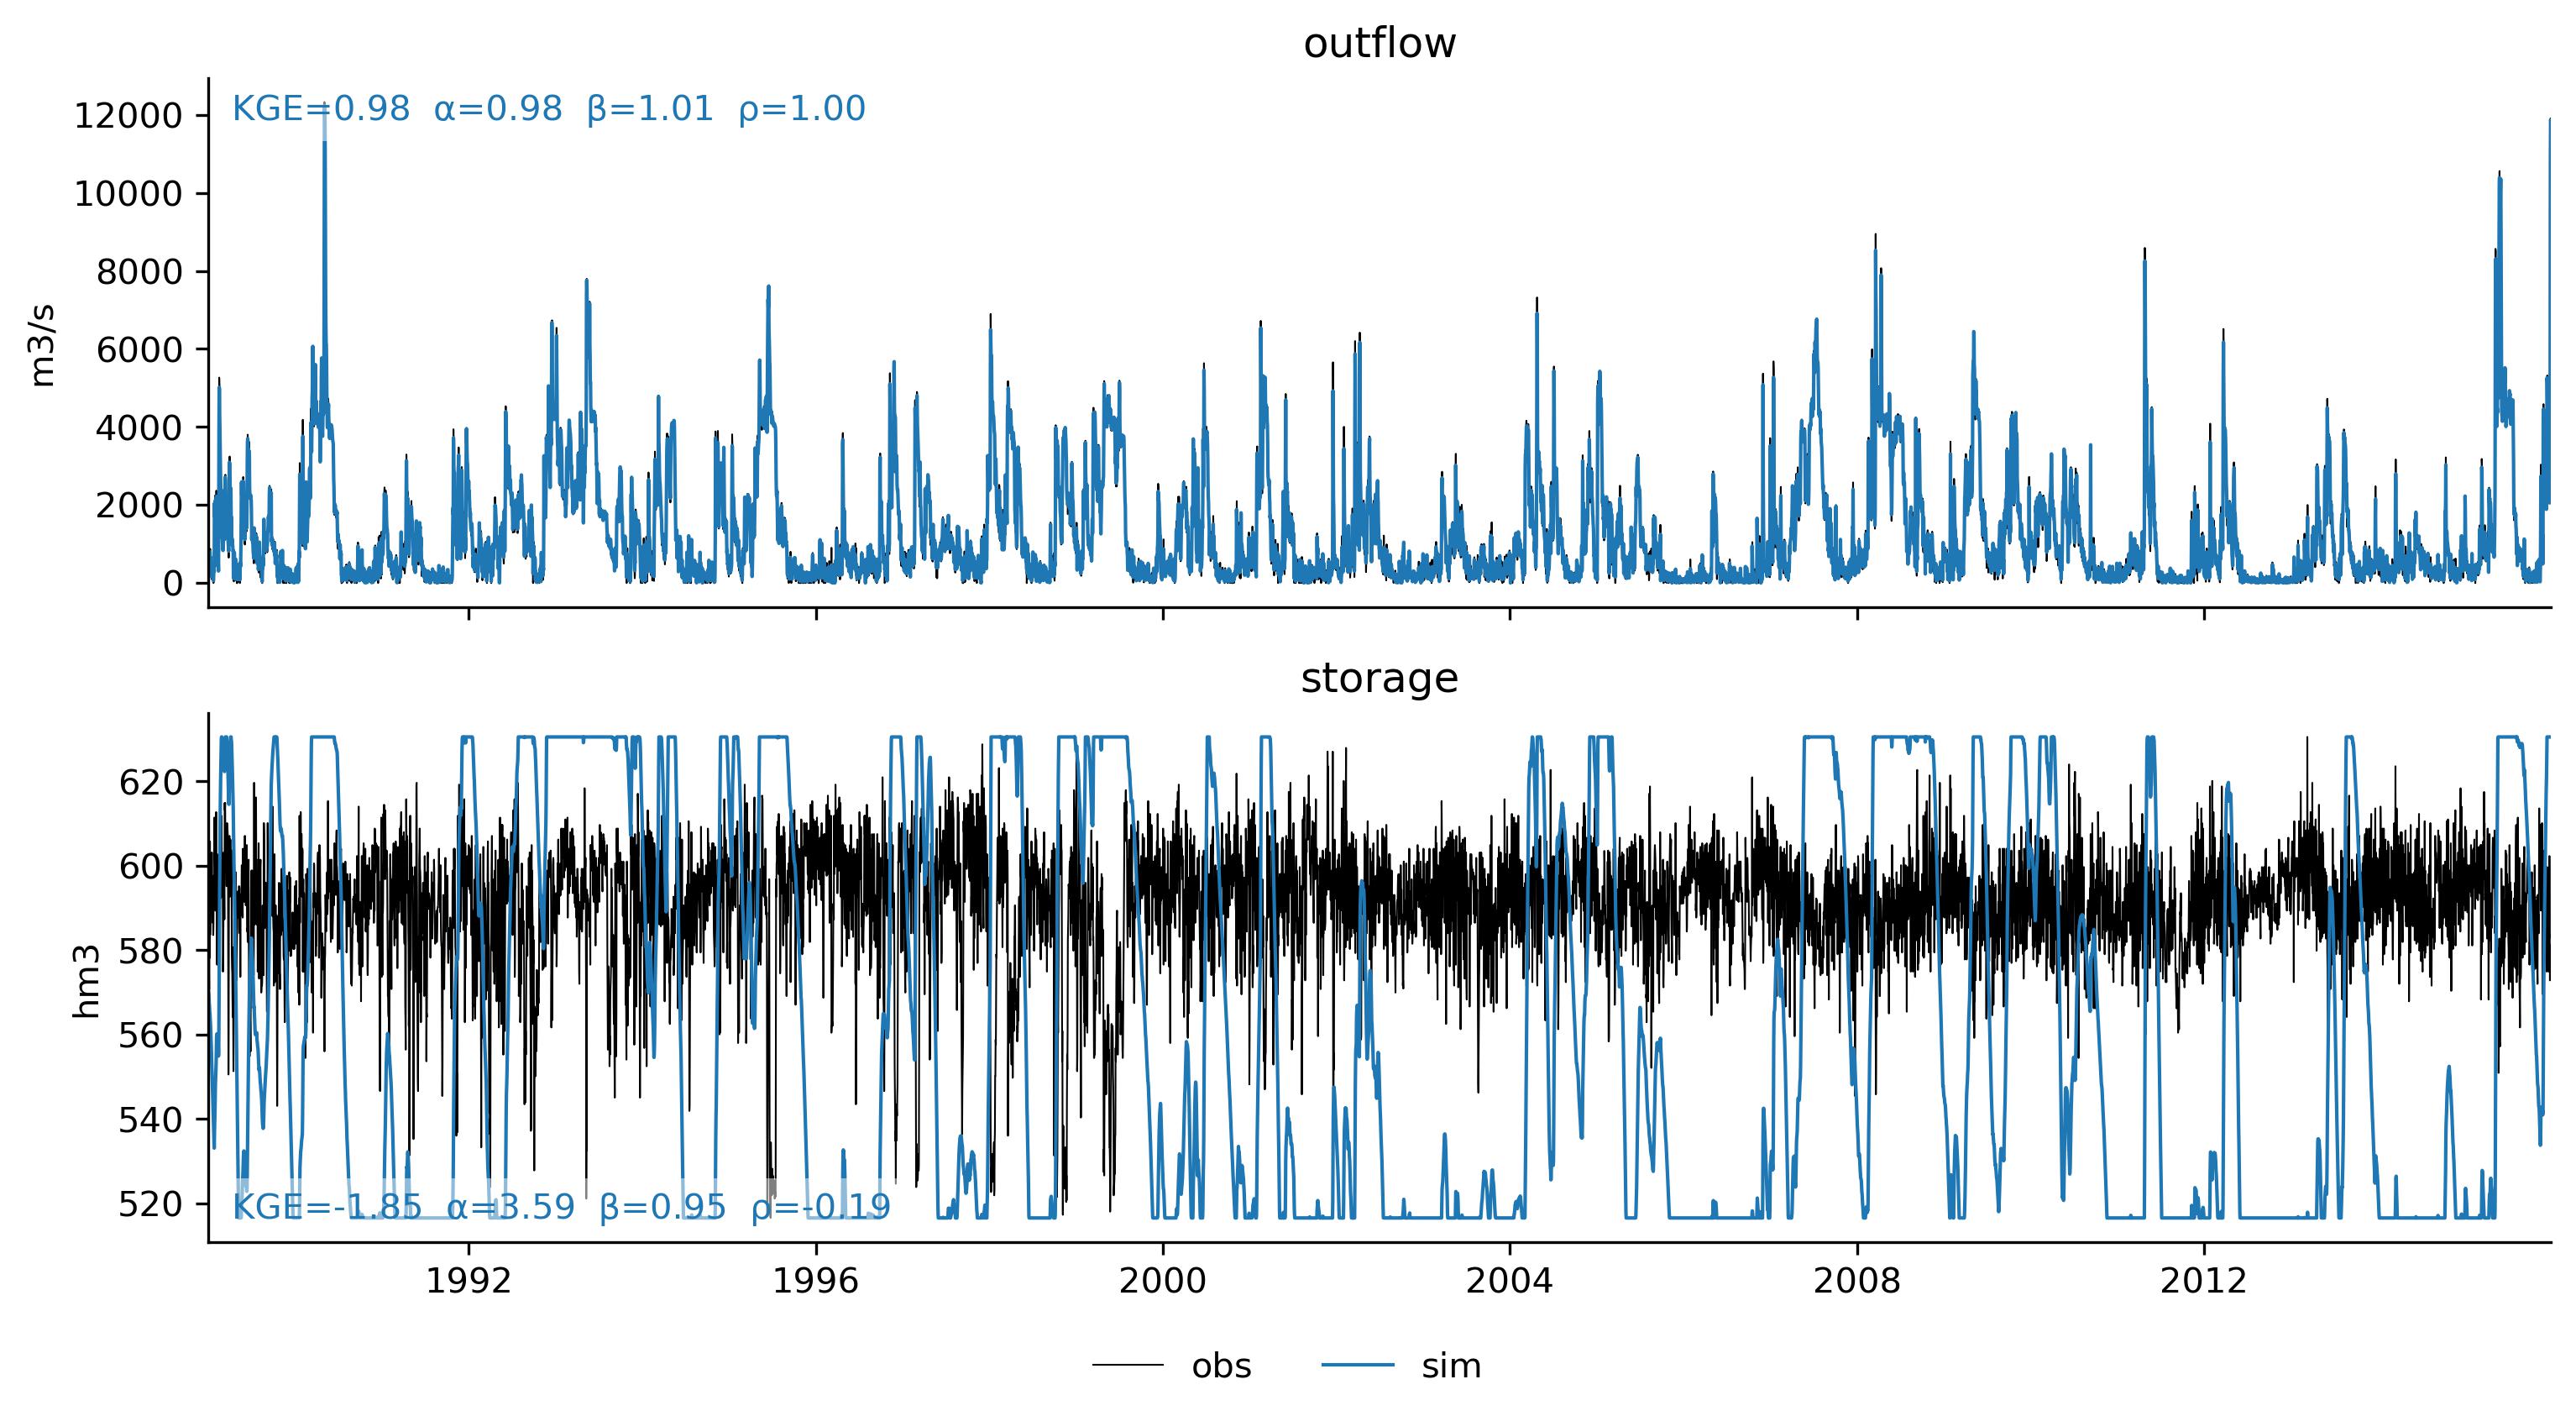 outflow
KGE=0.98 α=0.98 β=1.01 ρ=1.00
12000
10000
8000
6000
4000
2000
0
m3/s
storage
620
600
580
560
540
520
hm3
KGE=-1.85 α=3.59 β=0.95 ρ=-0.19
1992 1996 2000 2004 2008 2012
obs sim